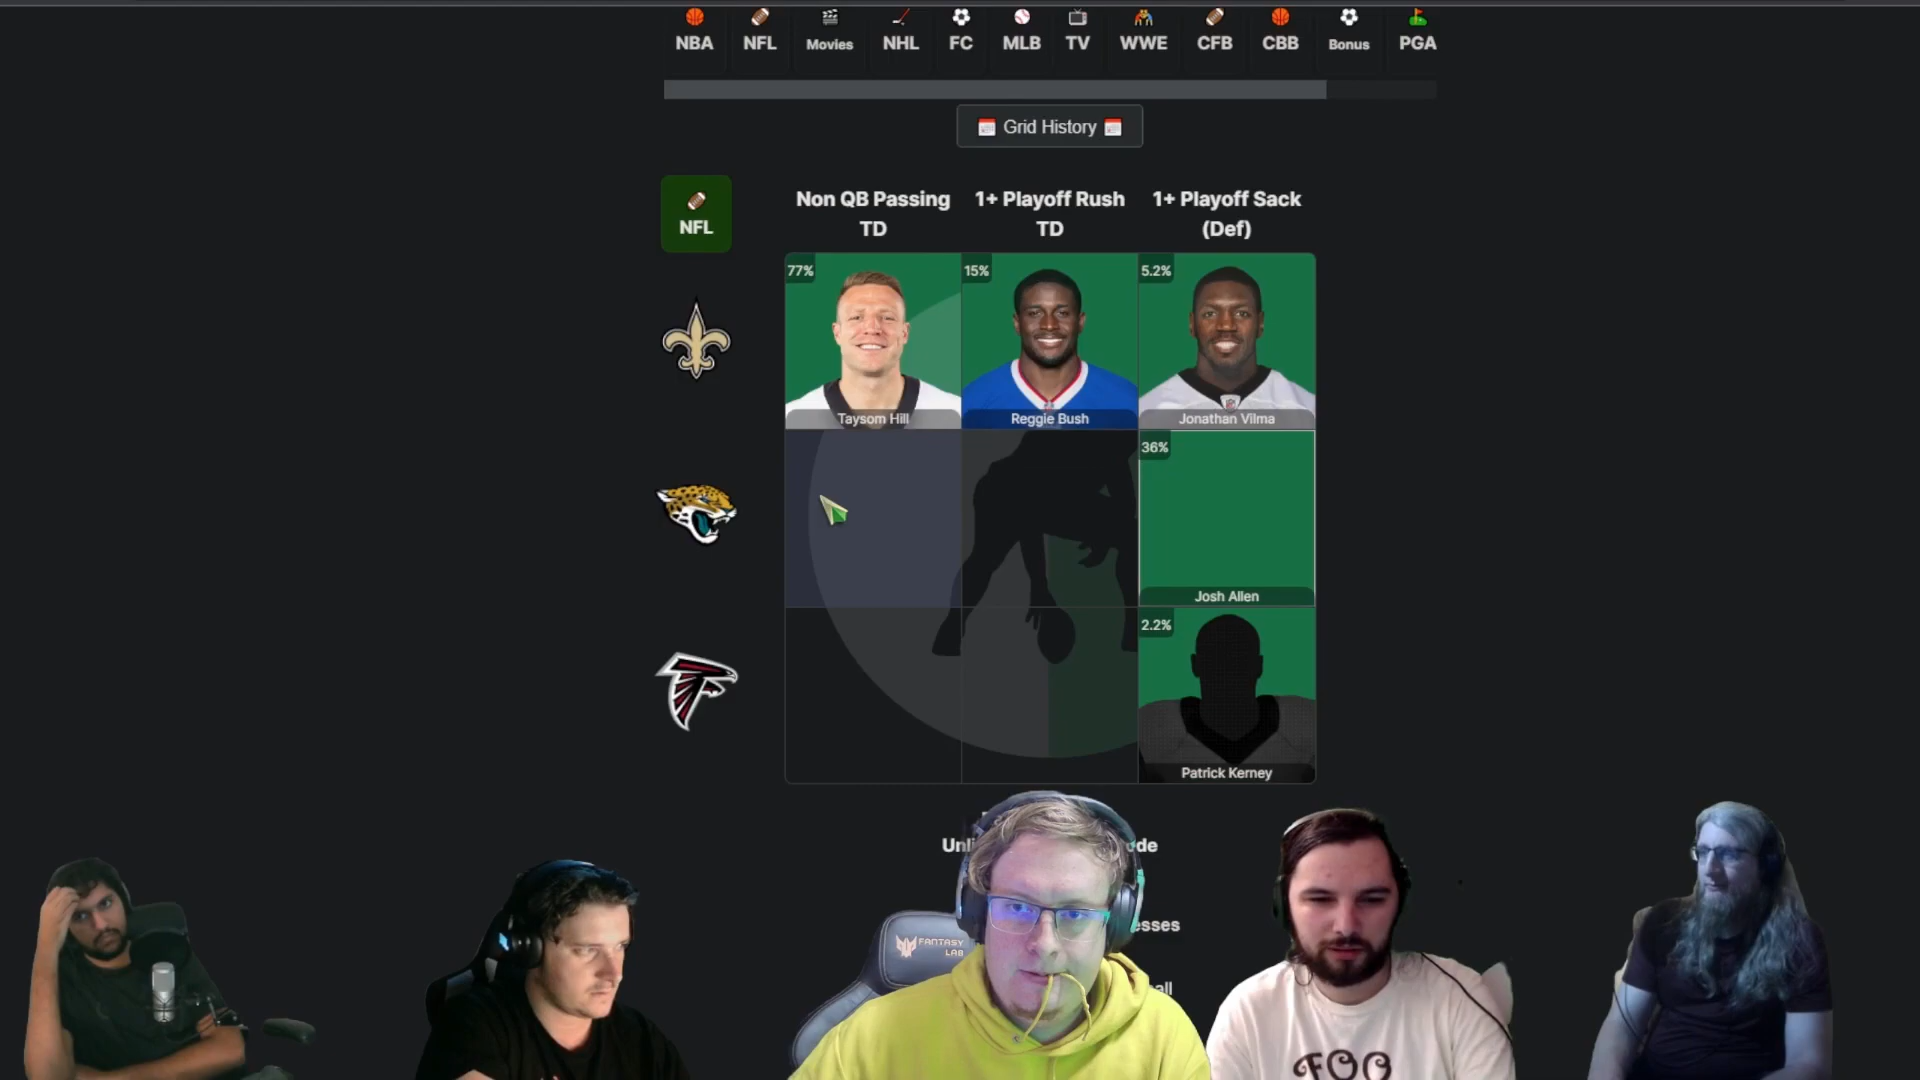 NBA NFL Movies NHL FC MLB TV WWE CFB CBB Bonus PGA
Grid History
NFL
Non QB Passing TD
1+ Playoff Rush TD
1+ Playoff Sack (Def)
77%
Taysom Hill
15%
Reggie Bush
5.2%
Jonathan Vilma
36%
Josh Allen
2.2%
Patrick Kerney
FANTASY
LAB
FOO